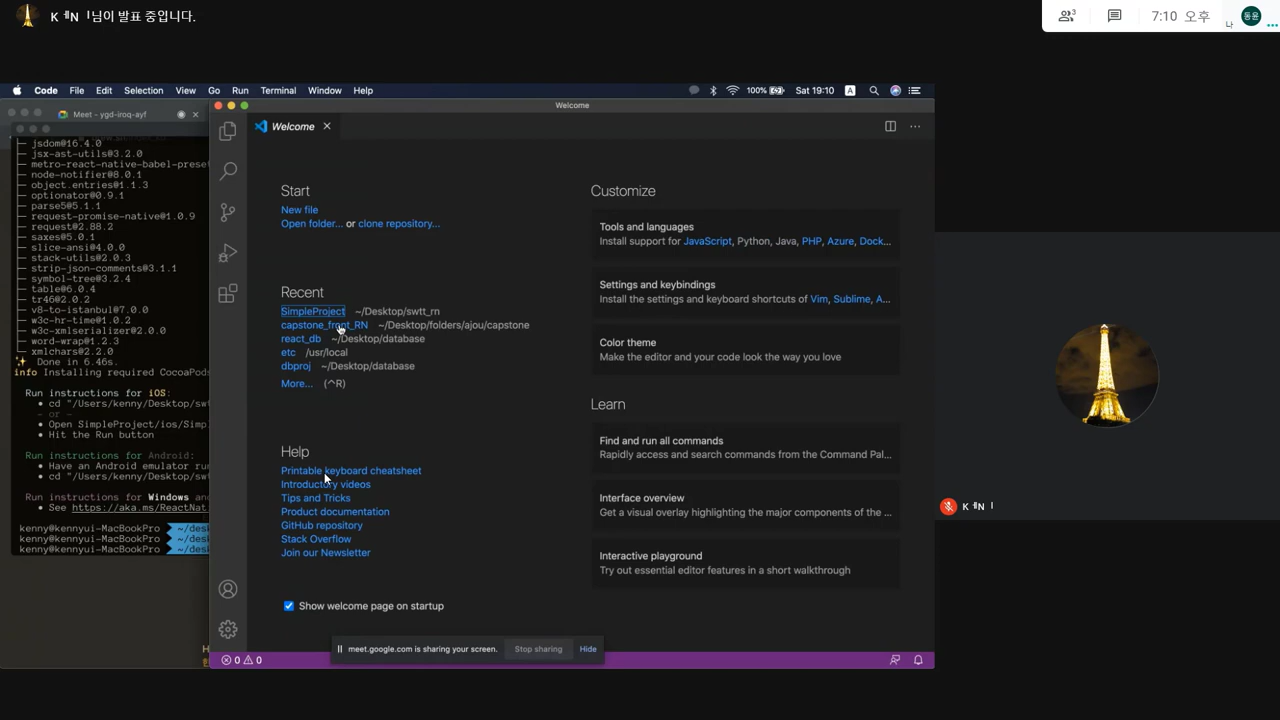 님이 발표 중입니다.
3
7:10 오후
나
동윤
Code File Edit Selection View Go Run Terminal Window Help
100%
Sat 19:10
A
Meet - ygd-iroq-ayf
Welcome
jsdom@16.4.0
jsx-ast-utils@3.2.0
metro-react-native-babel-prese
node-notifier@8.0.1
object.entries@1.1.3
optionator@0.9.1
parse5@5.1.1
request-promise-native@1.0.9
request@2.88.2
saxes@5.0.1
slice-ansi@4.0.0
stack-utils@2.0.3
strip-json-comments@3.1.1
symbol-tree@3.2.4
table@6.0.4
tr46@2.0.2
v8-to-istanbul@7.0.0
w3c-hr-time@1.0.2
w3c-xmlserializer@2.0.0
word-wrap@1.2.3
xmlchars@2.2.0
Done in 6.46s.
info Installing required CocoaPods
Run instructions for iOS:
• cd "/Users/kenny/Desktop/swt
- or -
• Open SimpleProject/ios/Simpl
• Hit the Run button
Run instructions for Android:
• Have an Android emulator run
• cd "/Users/kenny/Desktop/swt
Run instructions for Windows and
• See https://aka.ms/ReactNat
kenny@kennyui-MacBookPro ~/desk
kenny@kennyui-MacBookPro ~/desk
kenny@kennyui-MacBookPro ~/desk
Welcome
Start
New file
Open folder... or clone repository...
Recent
SimpleProject ~/Desktop/swtt_rn
capstone_front_RN ~/Desktop/folders/ajou/capstone
react_db ~/Desktop/database
etc /usr/local
dbproj ~/Desktop/database
More... (^R)
Help
Printable keyboard cheatsheet
Introductory videos
Tips and Tricks
Product documentation
GitHub repository
Stack Overflow
Join our Newsletter
Show welcome page on startup
Customize
Tools and languages
Install support for JavaScript, Python, Java, PHP, Azure, Dock...
Settings and keybindings
Install the settings and keyboard shortcuts of Vim, Sublime, A...
Color theme
Make the editor and your code look the way you love
Learn
Find and run all commands
Rapidly access and search commands from the Command Pal...
Interface overview
Get a visual overlay highlighting the major components of the ...
Interactive playground
Try out essential editor features in a short walkthrough
meet.google.com is sharing your screen.
Stop sharing
Hide
0 0